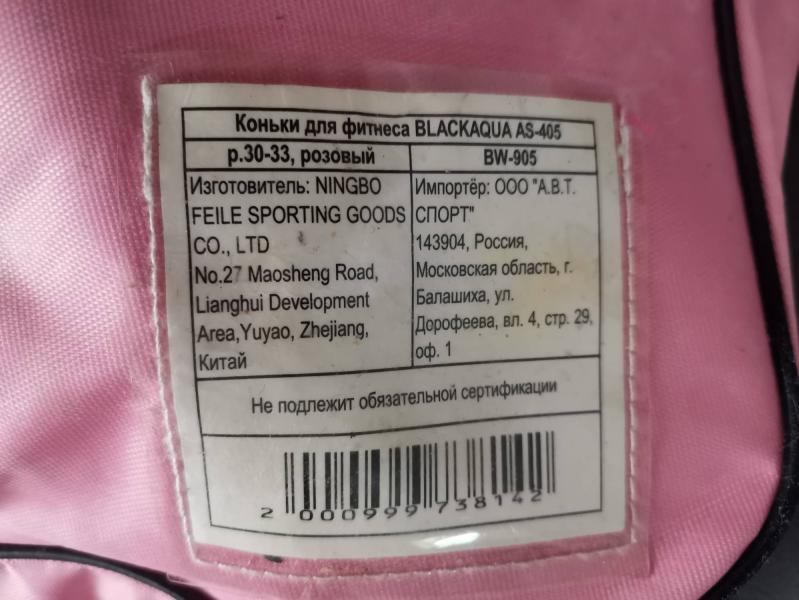 Коньки для фитнеса BLACKAQUA AS-405
р.30-33, розовый
BW-905
Изготовитель: NINGBO
FEILE SPORTING GOODS
CO., LTD
No.27 Maosheng Road,
Lianghui Development
Area,Yuyao, Zhejiang,
Китай
Импортёр: ООО "А.В.Т.
СПОРТ"
143904, Россия,
Московская область, г.
Балашиха, ул.
Дорофеева, вл. 4, стр. 29,
оф. 1
Не подлежит обязательной сертификации
2 000999 738142